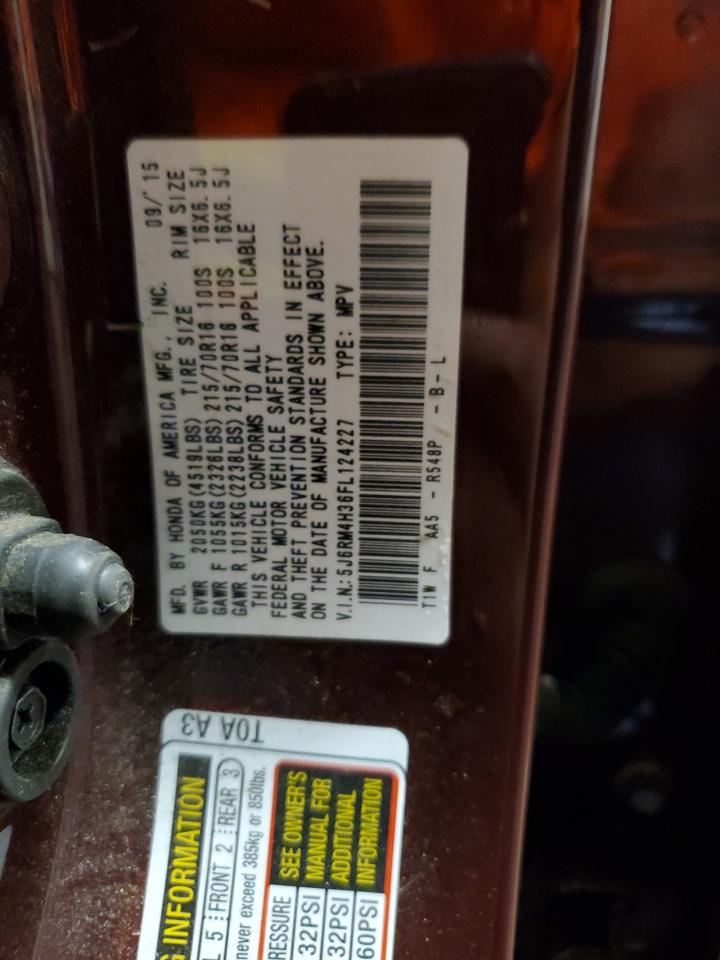 MFD. BY HONDA OF AMERICA MFG., INC. 09/'15
GVWR 2050KG(4519LBS) TIRE SIZE RIM SIZE
GAWR F 1055KG(2328LBS) 215/70R16 100S 16X6.5J
GAWR R 1015KG(2238LBS) 215/70R16 100S 16X6.5J
THIS VEHICLE CONFORMS TO ALL APPLICABLE
FEDERAL MOTOR VEHICLE SAFETY
AND THEFT PREVENTION STANDARDS IN EFFECT
ON THE DATE OF MANUFACTURE SHOWN ABOVE.
V.I.N.: 5J6RM4H36FL124227 TYPE: MPV
T1W F AA5 - R548P - B - L
T0A A3
G INFORMATION
L 5 FRONT 2 REAR 3
never exceed 385kg or 850lbs.
RESSURE SEE OWNER'S
32PSI MANUAL FOR
32PSI ADDITIONAL
60PSI INFORMATION